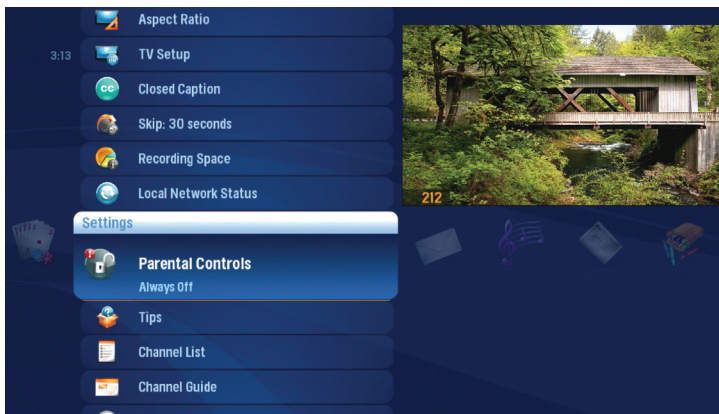 Aspect Ratio
3:13
TV Setup
cc
Closed Caption
Skip: 30 seconds
Recording Space
Local Network Status
212
Settings
Parental Controls
Always Off
Tips
Channel List
Channel Guide